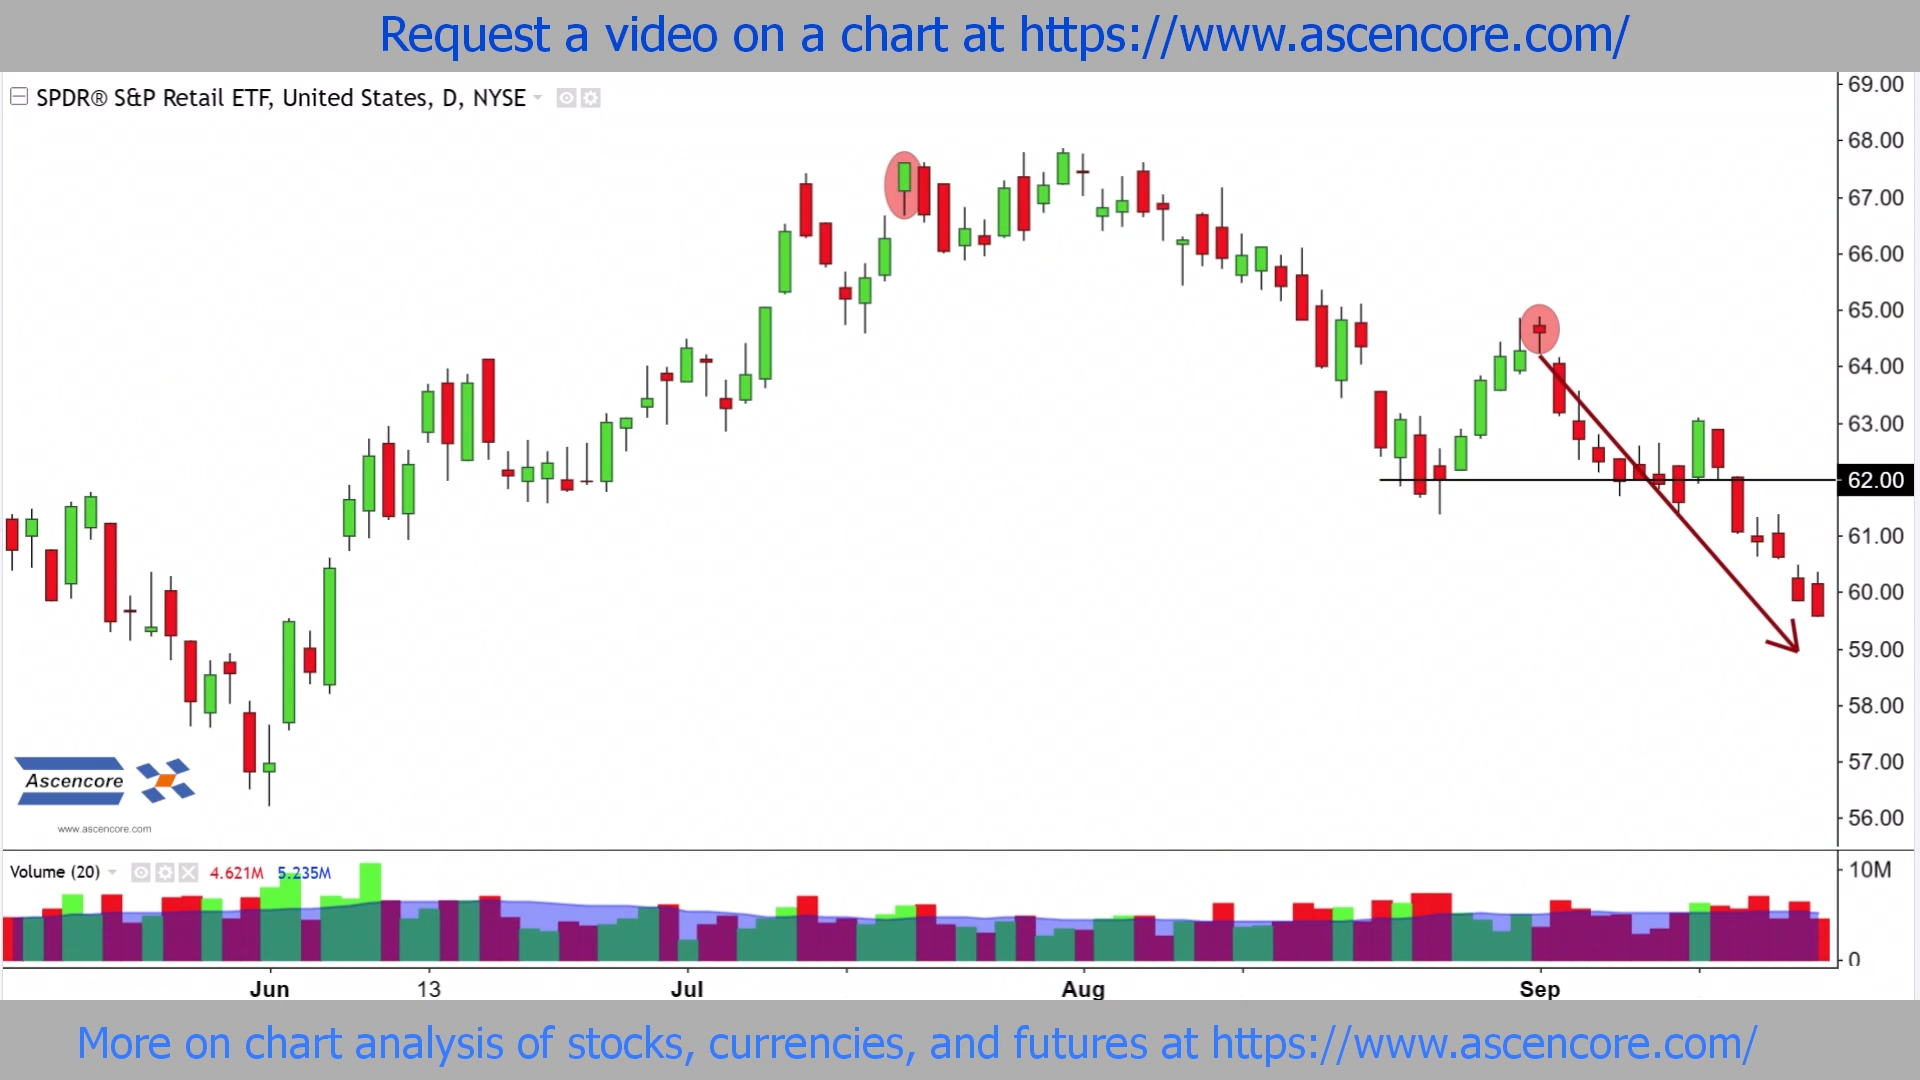 Request a video on a chart at https://www.ascencore.com/
SPDR® S&P Retail ETF, United States, D, NYSE
69.00
68.00
67.00
66.00
65.00
64.00
63.00
62.00
61.00
60.00
59.00
58.00
57.00
56.00
Ascencore
www.ascencore.com
Volume (20) 4.621M 5.235M
10M
0
Jun 13 Jul Aug Sep
More on chart analysis of stocks, currencies, and futures at https://www.ascencore.com/